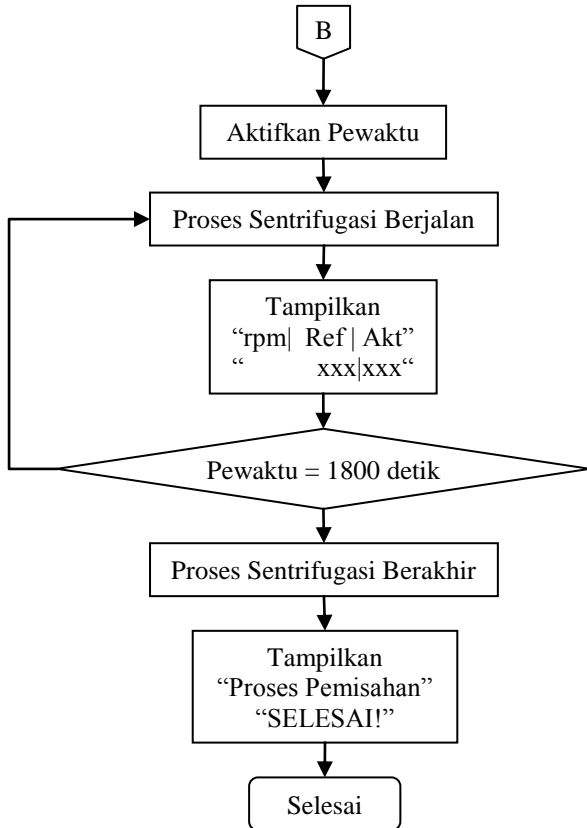 B
Aktifkan Pewaktu
Proses Sentrifugasi Berjalan
Tampilkan
“rpm| Ref | Akt”
“ xxx|xxx“
Pewaktu = 1800 detik
Proses Sentrifugasi Berakhir
Tampilkan
“Proses Pemisahan”
“SELESAI!”
Selesai